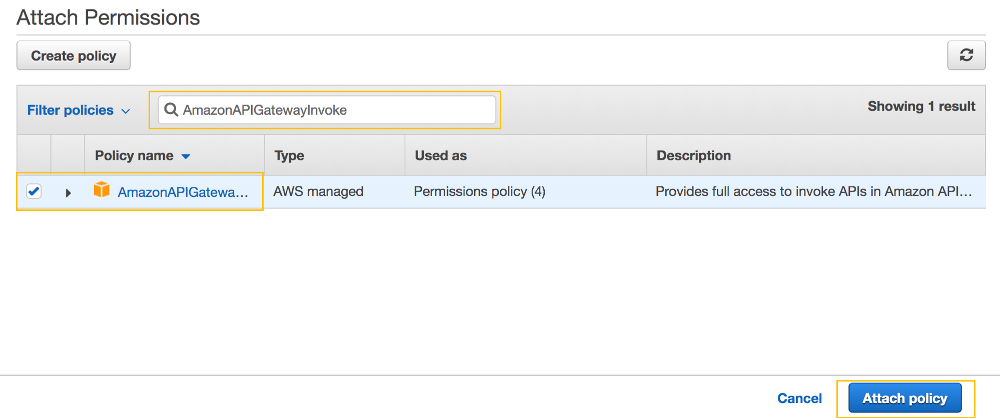 Attach Permissions
Create policy
Filter policies
AmazonAPIGatewayInvoke
Showing 1 result
Policy name Type Used as Description
AmazonAPIGatewa... AWS managed Permissions policy (4) Provides full access to invoke APIs in Amazon API...
Cancel Attach policy